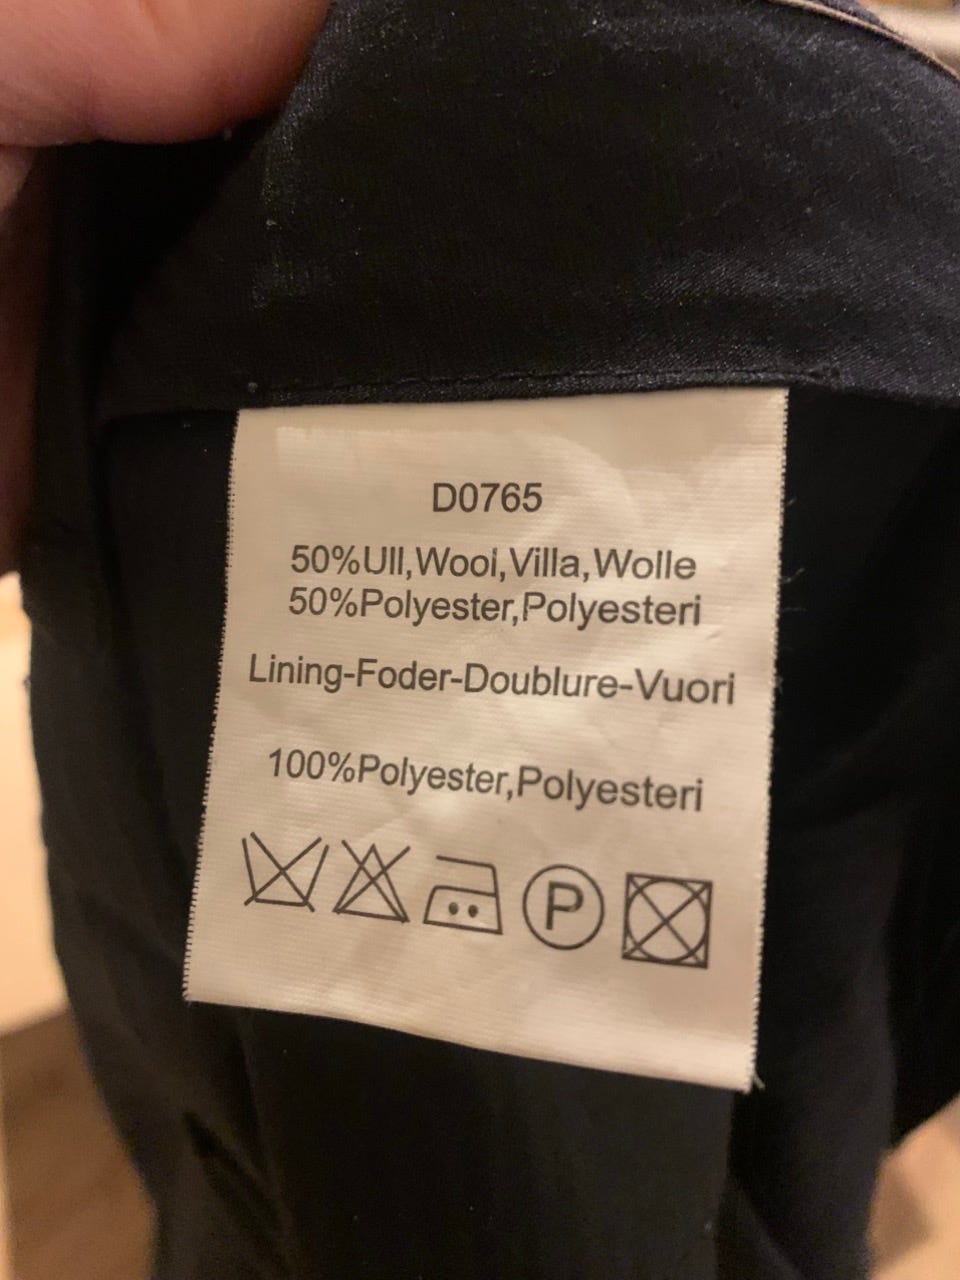 D0765
50%Ull,Wool,Villa,Wolle
50%Polyester,Polyesteri
Lining-Foder-Doublure-Vuori
100%Polyester,Polyesteri
P